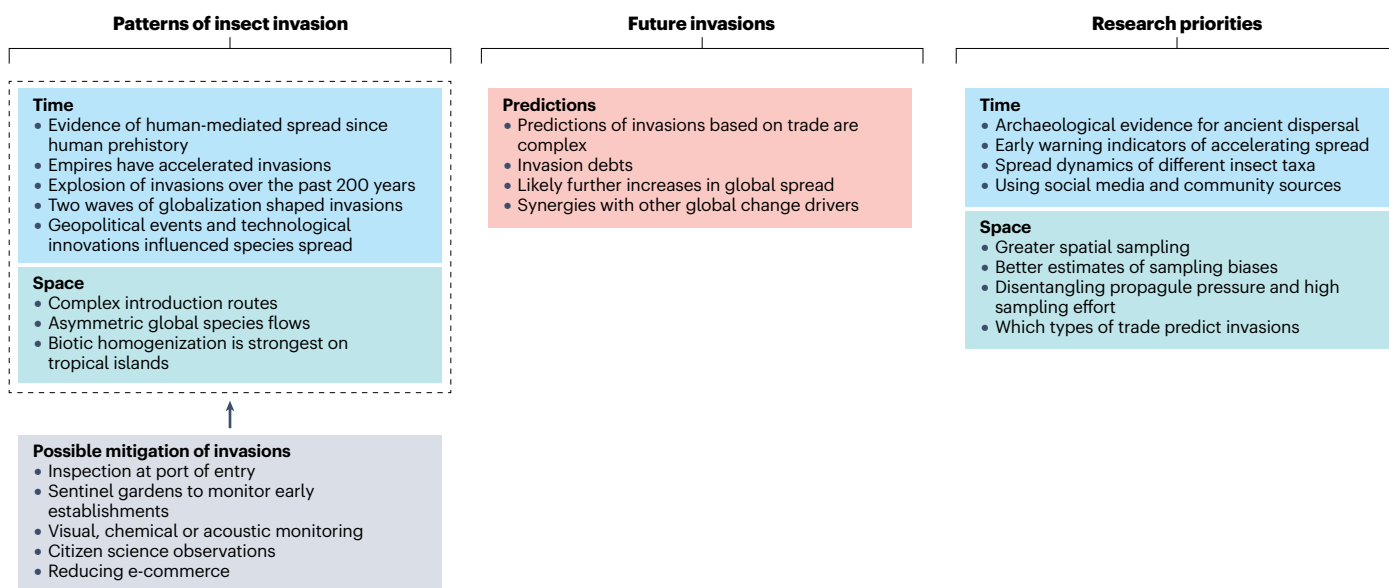 Patterns of insect invasion
Time
• Evidence of human-mediated spread since
human prehistory
• Empires have accelerated invasions
• Explosion of invasions over the past 200 years
• Two waves of globalization shaped invasions
• Geopolitical events and technological
innovations influenced species spread
Space
• Complex introduction routes
• Asymmetric global species flows
• Biotic homogenization is strongest on
tropical islands
Possible mitigation of invasions
• Inspection at port of entry
• Sentinel gardens to monitor early
establishments
• Visual, chemical or acoustic monitoring
• Citizen science observations
• Reducing e-commerce
Future invasions
Predictions
• Predictions of invasions based on trade are
complex
• Invasion debts
• Likely further increases in global spread
• Synergies with other global change drivers
Research priorities
Time
• Archaeological evidence for ancient dispersal
• Early warning indicators of accelerating spread
• Spread dynamics of different insect taxa
• Using social media and community sources
Space
• Greater spatial sampling
• Better estimates of sampling biases
• Disentangling propagule pressure and high
sampling effort
• Which types of trade predict invasions